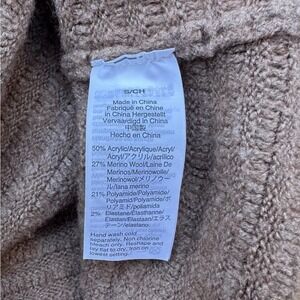 S/CH
Made in China
Fabriqué en Chine
In China Hergestellt
Vervaardigd in China
中国製
Hecho en China
50% Acrylic/Acrylique/Acryl/
Acryl/アクリル/acrílico
27% Merino Wool/Laine De
Merinos/Merinowolle/
Merinowol/メリノウー
ル/lana merino
21% Polyamide/Polyamide/
Polyamid/Polyamide/ポ
リアミド/poliamida
2% Elastane/Elasthanne/
Elastan/Elastaan/エラス
テーン/elastano.
Hand wash cold
separately. Non chlorine
bleach only. Reshape and
lay flat to dry. Iron on
lowest setting.